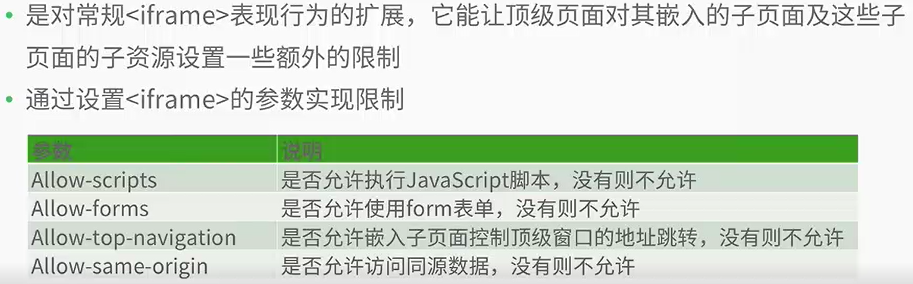 • 是对常规<iframe>表现行为的扩展，它能让顶级页面对其嵌入的子页面及这些子
页面的子资源设置一些额外的限制
• 通过设置<iframe>的参数实现限制
参数 说明
Allow-scripts 是否允许执行JavaScript脚本，没有则不允许
Allow-forms 是否允许使用form表单，没有则不允许
Allow-top-navigation 是否允许嵌入子页面控制顶级窗口的地址跳转，没有则不允许
Allow-same-origin 是否允许访问同源数据，没有则不允许